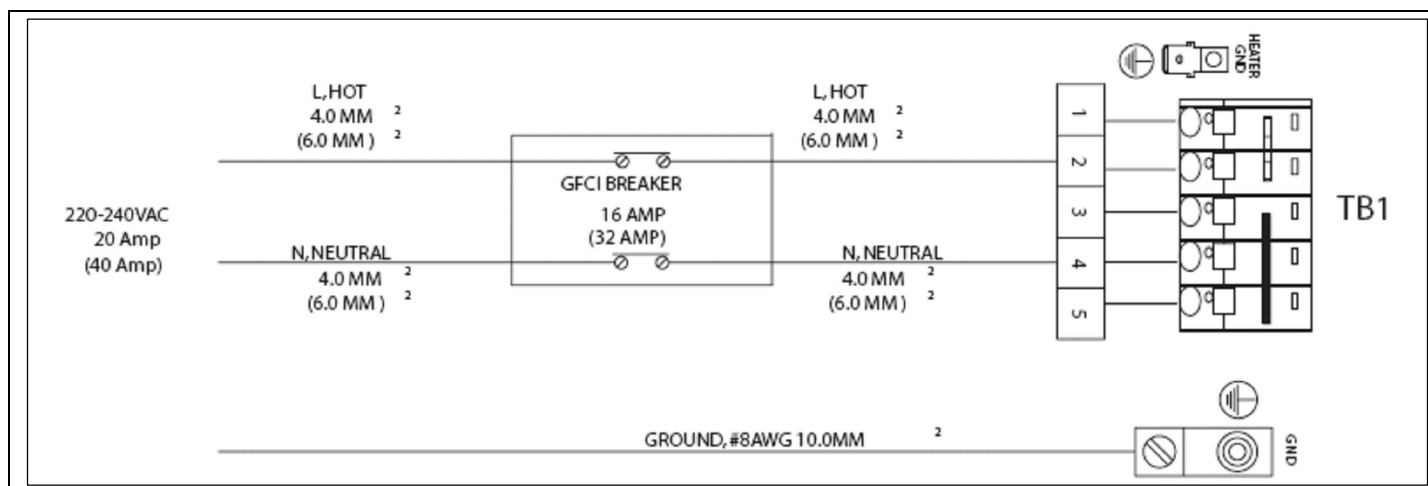 HEATER
GND
L,HOT
4.0 MM 2
(6.0 MM ) 2
L,HOT
4.0 MM 2
(6.0 MM ) 2
1
2
3
4
5
GFCI BREAKER
16 AMP
(32 AMP)
220-240VAC
20 Amp
(40 Amp)
TB1
N,NEUTRAL
4.0 MM 2
(6.0 MM ) 2
N,NEUTRAL
4.0 MM 2
(6.0 MM ) 2
GROUND,#8AWG 10.0MM 2
GND